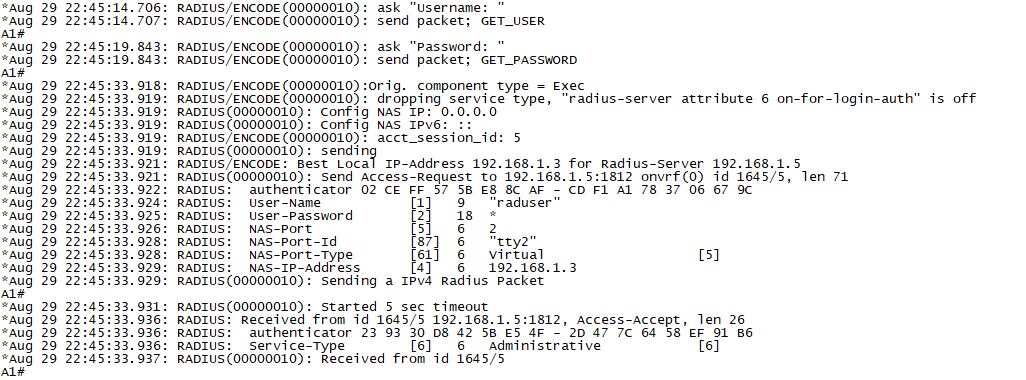 *Aug 29 22:45:14.706: RADIUS/ENCODE(00000010): ask "Username: "
*Aug 29 22:45:14.707: RADIUS/ENCODE(00000010): send packet; GET_USER
A1#
*Aug 29 22:45:19.843: RADIUS/ENCODE(00000010): ask "Password: "
*Aug 29 22:45:19.843: RADIUS/ENCODE(00000010): send packet; GET_PASSWORD
A1#
*Aug 29 22:45:33.918: RADIUS/ENCODE(00000010):Orig. component type = Exec
*Aug 29 22:45:33.919: RADIUS/ENCODE(00000010): dropping service type, "radius-server attribute 6 on-for-login-auth" is off
*Aug 29 22:45:33.919: RADIUS(00000010): Config NAS IP: 0.0.0.0
*Aug 29 22:45:33.919: RADIUS(00000010): Config NAS IPv6: ::
*Aug 29 22:45:33.919: RADIUS/ENCODE(00000010): acct_session_id: 5
*Aug 29 22:45:33.919: RADIUS(00000010): sending
*Aug 29 22:45:33.921: RADIUS/ENCODE: Best Local IP-Address 192.168.1.3 for Radius-Server 192.168.1.5
*Aug 29 22:45:33.921: RADIUS(00000010): Send Access-Request to 192.168.1.5:1812 onvrf(0) id 1645/5, len 71
*Aug 29 22:45:33.922: RADIUS:  authenticator 02 CE FF 57 5B E8 8C AF - CD F1 A1 78 37 06 67 9C
*Aug 29 22:45:33.924: RADIUS:  User-Name           [1]   9   "raduser"
*Aug 29 22:45:33.925: RADIUS:  User-Password       [2]   18  *
*Aug 29 22:45:33.926: RADIUS:  NAS-Port            [5]   6   2
*Aug 29 22:45:33.928: RADIUS:  NAS-Port-Id         [87]  6   "tty2"
*Aug 29 22:45:33.928: RADIUS:  NAS-Port-Type       [61]  6   Virtual                   [5]
*Aug 29 22:45:33.929: RADIUS:  NAS-IP-Address      [4]   6   192.168.1.3
*Aug 29 22:45:33.929: RADIUS(00000010): Sending a IPv4 Radius Packet
A1#
*Aug 29 22:45:33.931: RADIUS(00000010): Started 5 sec timeout
*Aug 29 22:45:33.936: RADIUS: Received from id 1645/5 192.168.1.5:1812, Access-Accept, len 26
*Aug 29 22:45:33.936: RADIUS:  authenticator 23 93 30 D8 42 5B E5 4F - 2D 47 7C 64 58 EF 91 B6
*Aug 29 22:45:33.936: RADIUS:  Service-Type        [6]   6   Administrative            [6]
*Aug 29 22:45:33.937: RADIUS(00000010): Received from id 1645/5
A1#